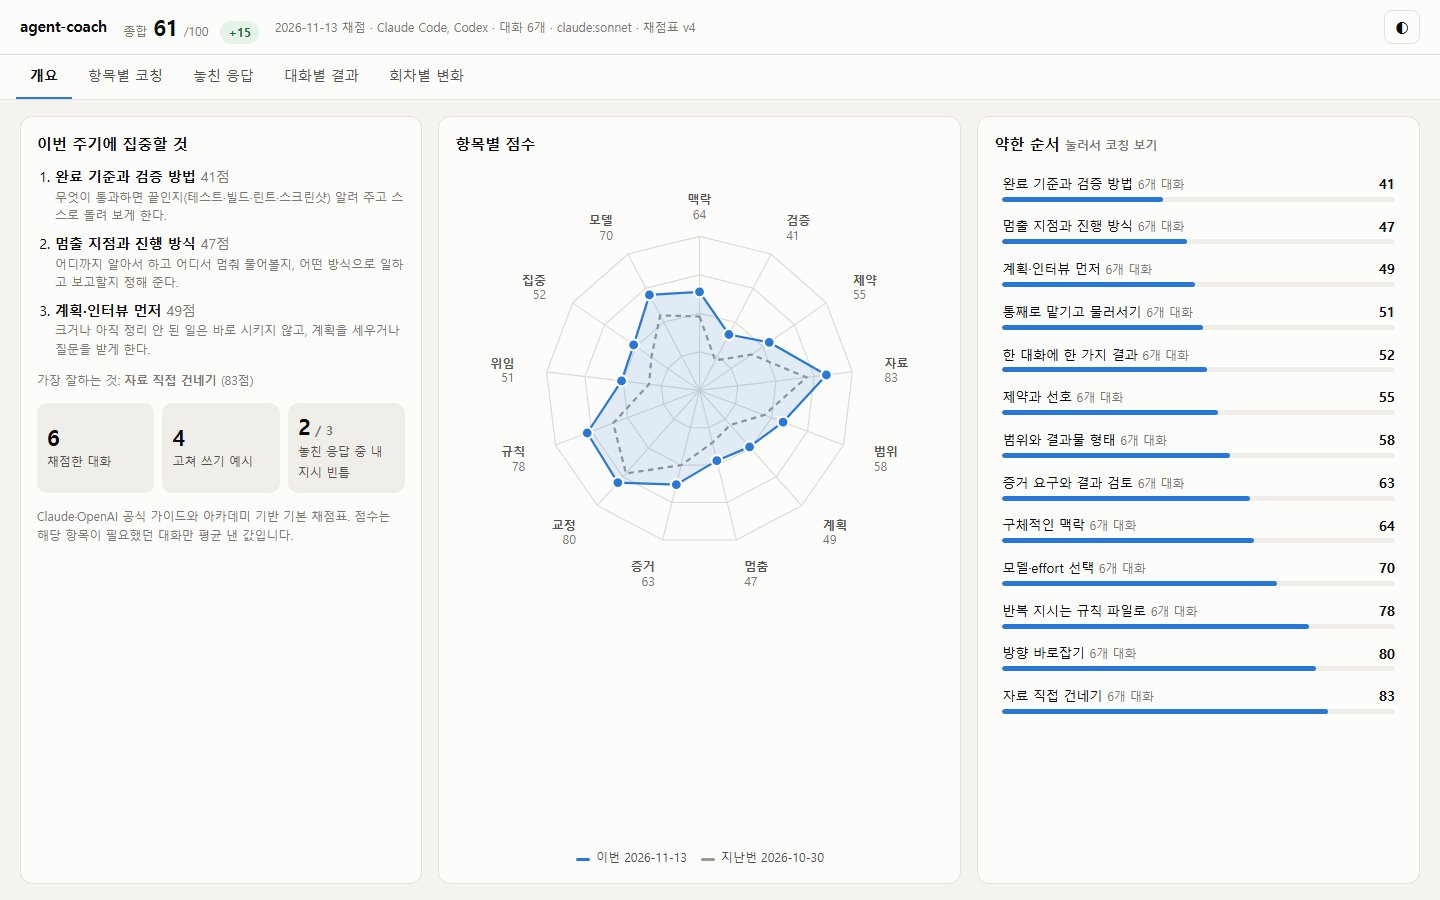 agent-coach 종합 61 /100 +15 2026-11-13 채점 · Claude Code, Codex · 대화 6개 · claude:sonnet · 채점표 v4
개요 항목별 코칭 놓친 응답 대화별 결과 회차별 변화
이번 주기에 집중할 것
1. 완료 기준과 검증 방법 41점
무엇이 통과하면 끝인지(테스트·빌드·린트·스크린샷) 알려 주고 스
스로 돌려 보게 한다.
2. 멈출 지점과 진행 방식 47점
어디까지 알아서 하고 어디서 멈춰 물어볼지, 어떤 방식으로 일하
고 보고할지 정해 준다.
3. 계획·인터뷰 먼저 49점
크거나 아직 정리 안 된 일은 바로 시키지 않고, 계획을 세우거나
질문을 받게 한다.
가장 잘하는 것: 자료 직접 건네기 (83점)
6
채점한 대화
4
고쳐 쓰기 예시
2 / 3
놓친 응답 중 내
지시 빈틈
Claude·OpenAI 공식 가이드와 아카데미 기반 기본 채점표. 점수는
해당 항목이 필요했던 대화만 평균 낸 값입니다.
항목별 점수
맥락
64
검증
41
제약
55
자료
83
범위
58
계획
49
멈춤
47
증거
63
교정
80
규칙
78
위임
51
집중
52
모델
70
이번 2026-11-13 지난번 2026-10-30
약한 순서 눌러서 코칭 보기
완료 기준과 검증 방법 6개 대화 41
멈출 지점과 진행 방식 6개 대화 47
계획·인터뷰 먼저 6개 대화 49
통째로 맡기고 물러서기 6개 대화 51
한 대화에 한 가지 결과 6개 대화 52
제약과 선호 6개 대화 55
범위와 결과물 형태 6개 대화 58
증거 요구와 결과 검토 6개 대화 63
구체적인 맥락 6개 대화 64
모델·effort 선택 6개 대화 70
반복 지시는 규칙 파일로 6개 대화 78
방향 바로잡기 6개 대화 80
자료 직접 건네기 6개 대화 83